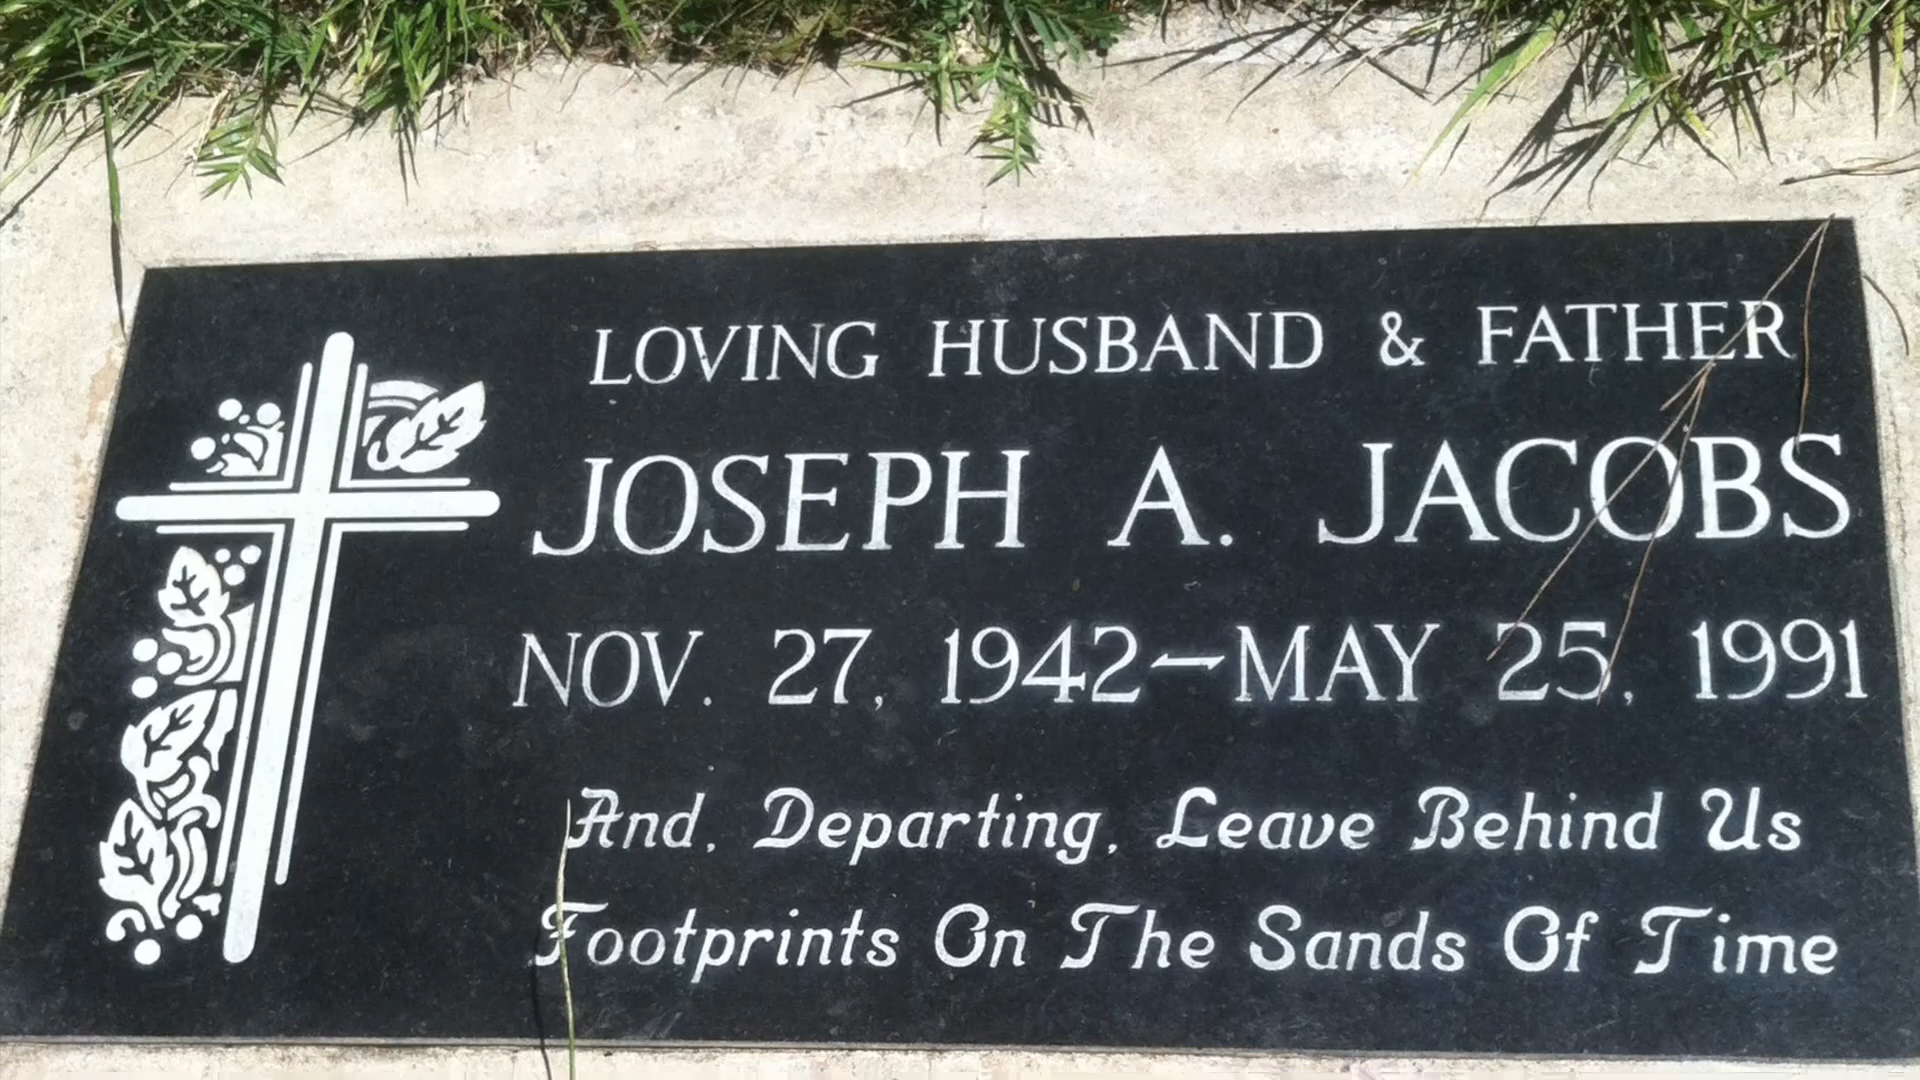 LOVING HUSBAND & FATHER
JOSEPH A. JACOBS
NOV. 27, 1942–MAY 25, 1991
And, Departing, Leave Behind Us
Footprints On The Sands Of Time